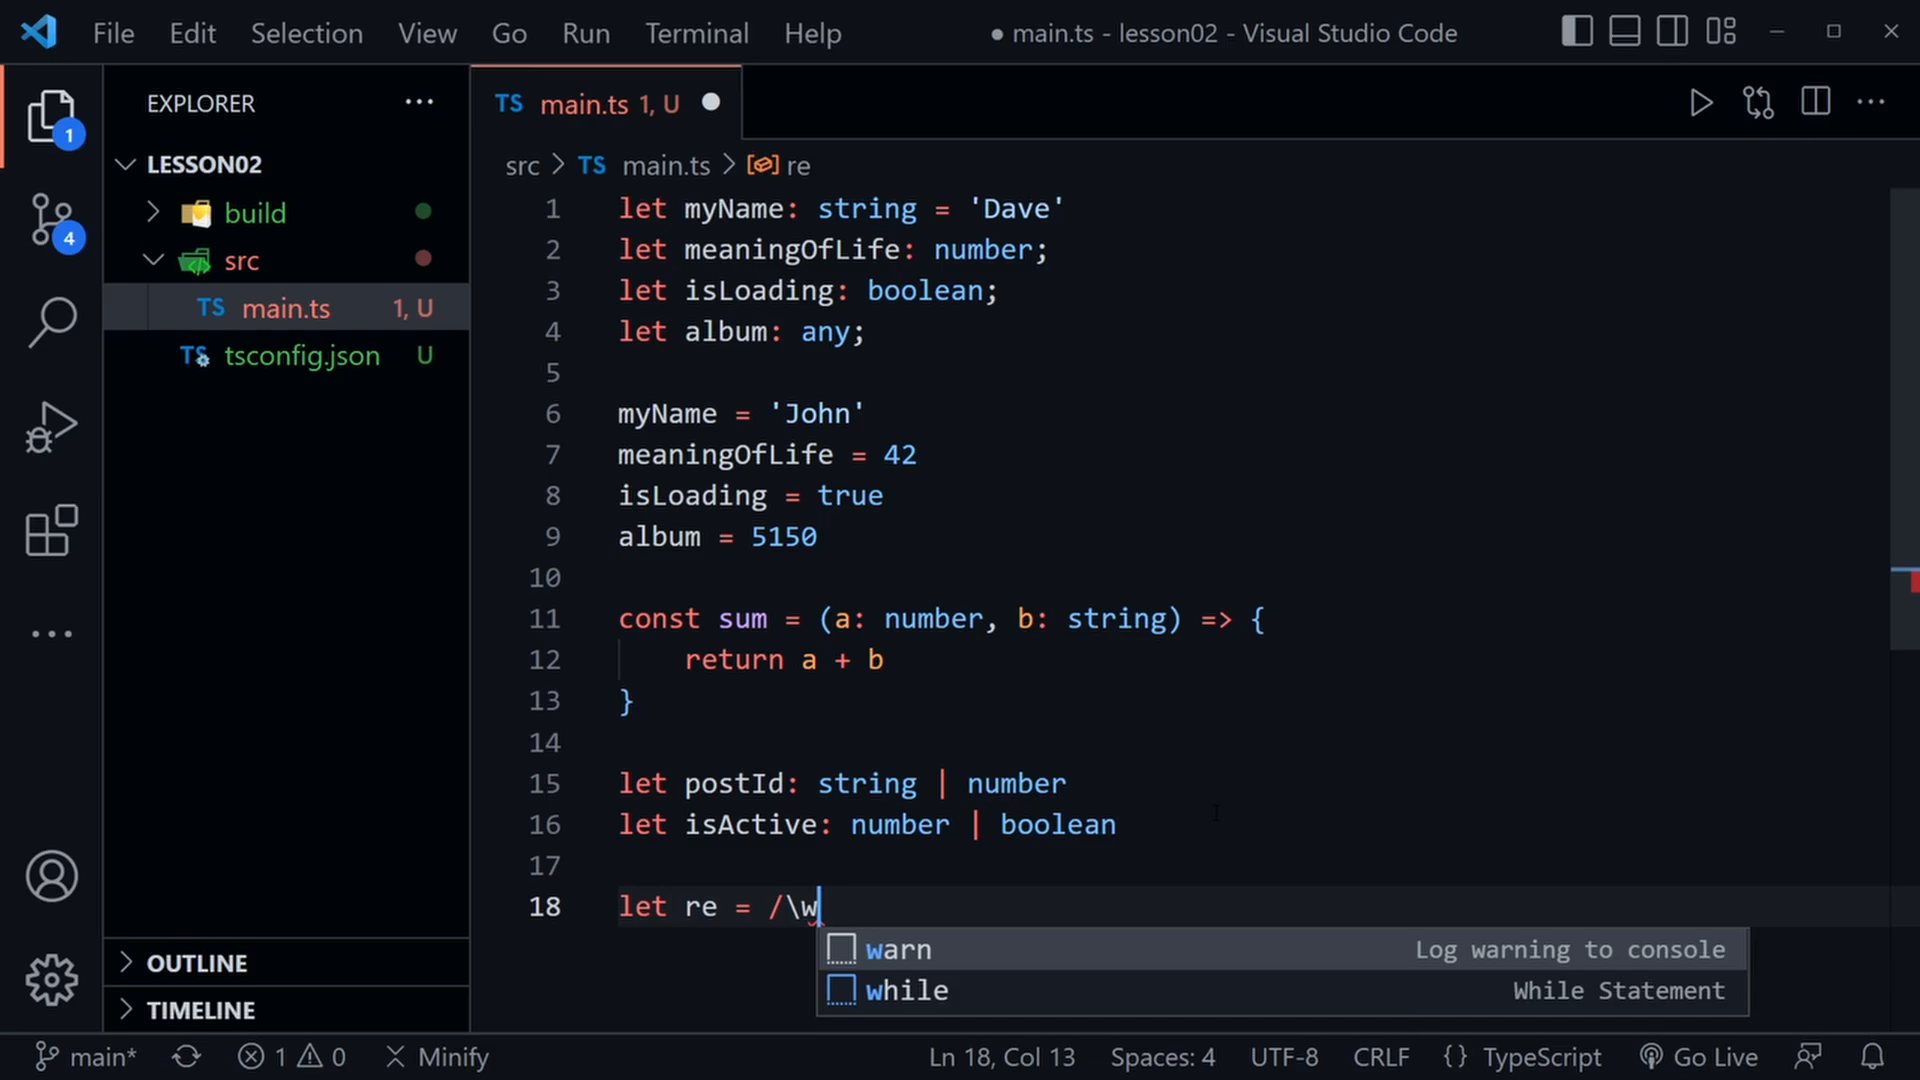 File Edit Selection View Go Run Terminal Help
● main.ts - lesson02 - Visual Studio Code
EXPLORER
LESSON02
build
src
TS main.ts 1, U
TS tsconfig.json U
OUTLINE
TIMELINE
1
4
TS main.ts 1, U
src > TS main.ts > re
1 let myName: string = 'Dave'
2 let meaningOfLife: number;
3 let isLoading: boolean;
4 let album: any;
5
6 myName = 'John'
7 meaningOfLife = 42
8 isLoading = true
9 album = 5150
10
11 const sum = (a: number, b: string) => {
12 return a + b
13 }
14
15 let postId: string | number
16 let isActive: number | boolean
17
18 let re = /\w
warn Log warning to console
while While Statement
main* 1 0 Minify Ln 18, Col 13 Spaces: 4 UTF-8 CRLF {} TypeScript Go Live